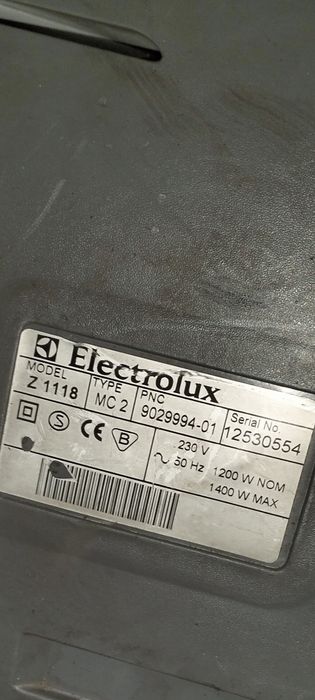 Electrolux
MODEL
Z 1118
TYPE
MC 2
PNC
9029994-01
Serial No.
12530554
S CE B
230 V
~ 50 Hz
1200 W NOM
1400 W MAX